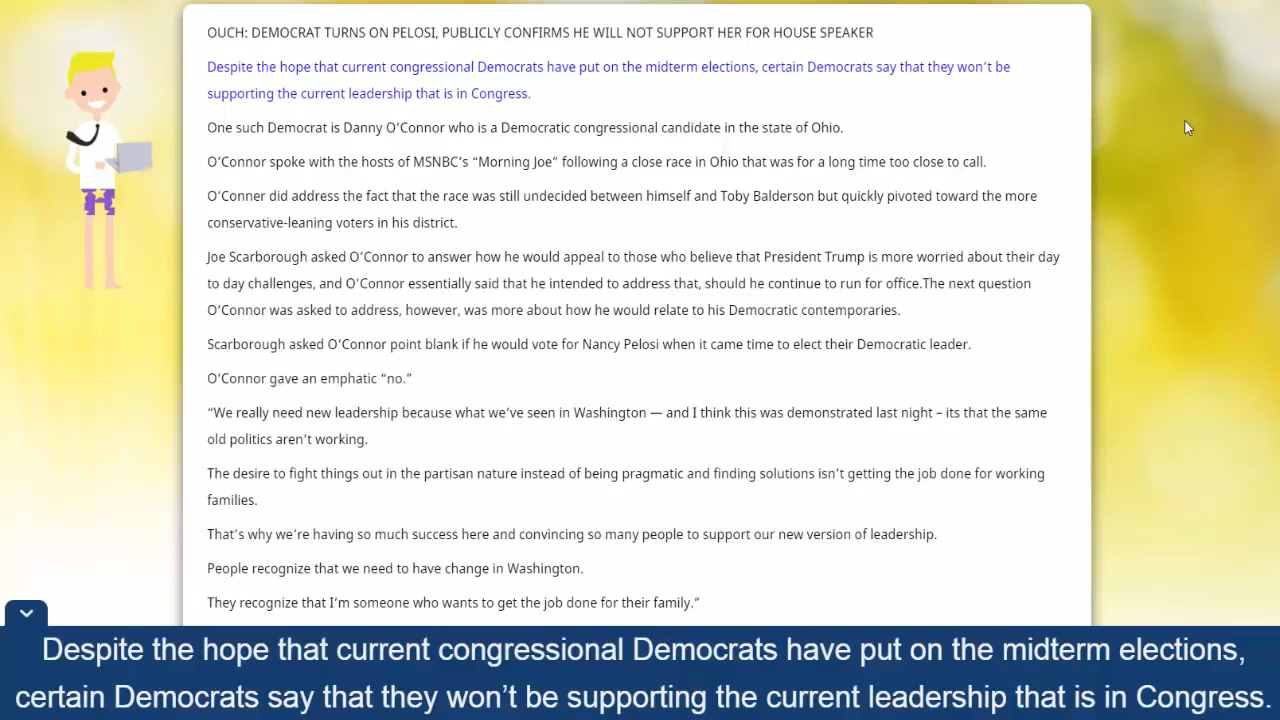 OUCH: DEMOCRAT TURNS ON PELOSI, PUBLICLY CONFIRMS HE WILL NOT SUPPORT HER FOR HOUSE SPEAKER
Despite the hope that current congressional Democrats have put on the midterm elections, certain Democrats say that they won’t be
supporting the current leadership that is in Congress.
One such Democrat is Danny O’Connor who is a Democratic congressional candidate in the state of Ohio.
O’Connor spoke with the hosts of MSNBC’s “Morning Joe” following a close race in Ohio that was for a long time too close to call.
O’Conner did address the fact that the race was still undecided between himself and Toby Balderson but quickly pivoted toward the more
conservative-leaning voters in his district.
Joe Scarborough asked O’Connor to answer how he would appeal to those who believe that President Trump is more worried about their day
to day challenges, and O’Connor essentially said that he intended to address that, should he continue to run for office.The next question
O’Connor was asked to address, however, was more about how he would relate to his Democratic contemporaries.
Scarborough asked O’Connor point blank if he would vote for Nancy Pelosi when it came time to elect their Democratic leader.
O’Connor gave an emphatic “no.”
“We really need new leadership because what we’ve seen in Washington — and I think this was demonstrated last night – its that the same
old politics aren’t working.
The desire to fight things out in the partisan nature instead of being pragmatic and finding solutions isn’t getting the job done for working
families.
That’s why we’re having so much success here and convincing so many people to support our new version of leadership.
People recognize that we need to have change in Washington.
They recognize that I’m someone who wants to get the job done for their family.”
Despite the hope that current congressional Democrats have put on the midterm elections,
certain Democrats say that they won’t be supporting the current leadership that is in Congress.